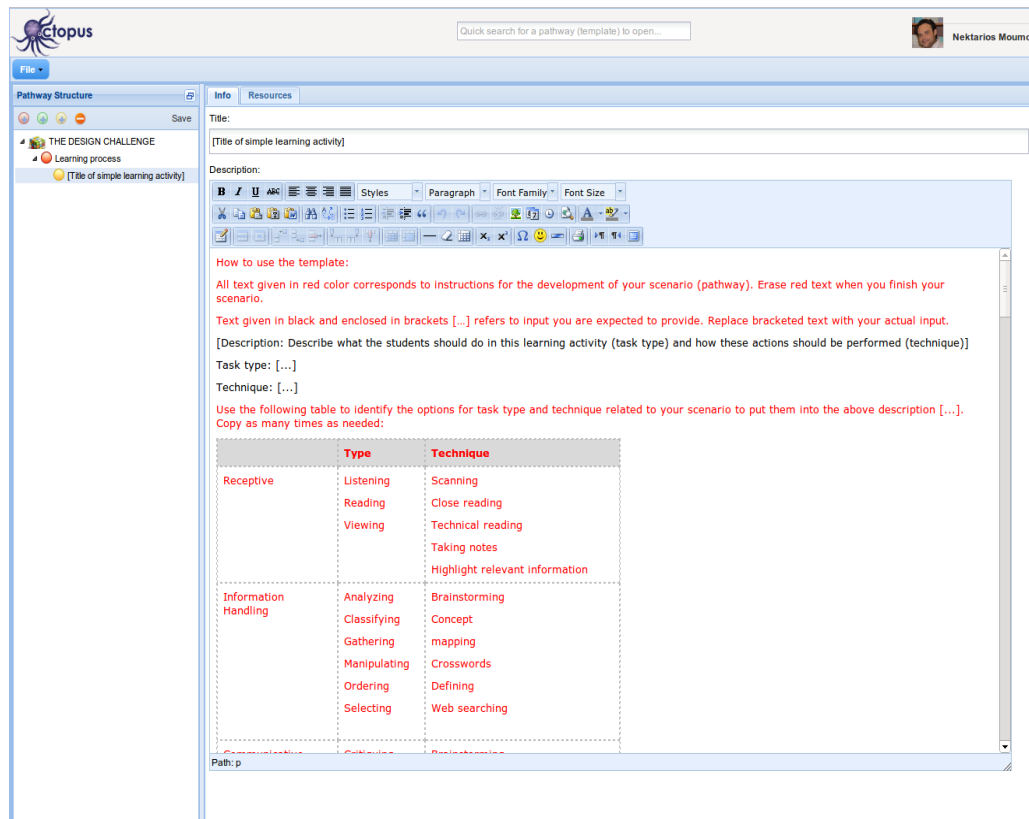 Octopus
Quick search for a pathway (template) to open...
Nektarios Moumo
File
Pathway Structure
Info Resources
Save
Title:
THE DESIGN CHALLENGE
[Title of simple learning activity]
Learning process
[Title of simple learning activity]
Description:
B I U ABC Styles Paragraph Font Family Font Size
How to use the template:
All text given in red color corresponds to instructions for the development of your scenario (pathway). Erase red text when you finish your
scenario.
Text given in black and enclosed in brackets [...] refers to input you are expected to provide. Replace bracketed text with your actual input.
[Description: Describe what the students should do in this learning activity (task type) and how these actions should be performed (technique)]
Task type: [...]
Technique: [...]
Use the following table to identify the options for task type and technique related to your scenario to put them into the above description [...].
Copy as many times as needed:
Type Technique
Receptive Listening Scanning
Reading Close reading
Viewing Technical reading
Taking notes
Highlight relevant information
Information Analyzing Brainstorming
Handling Classifying Concept
Gathering mapping
Manipulating Crosswords
Ordering Defining
Selecting Web searching
Communicative Critiquing Brainstorming
Path: p